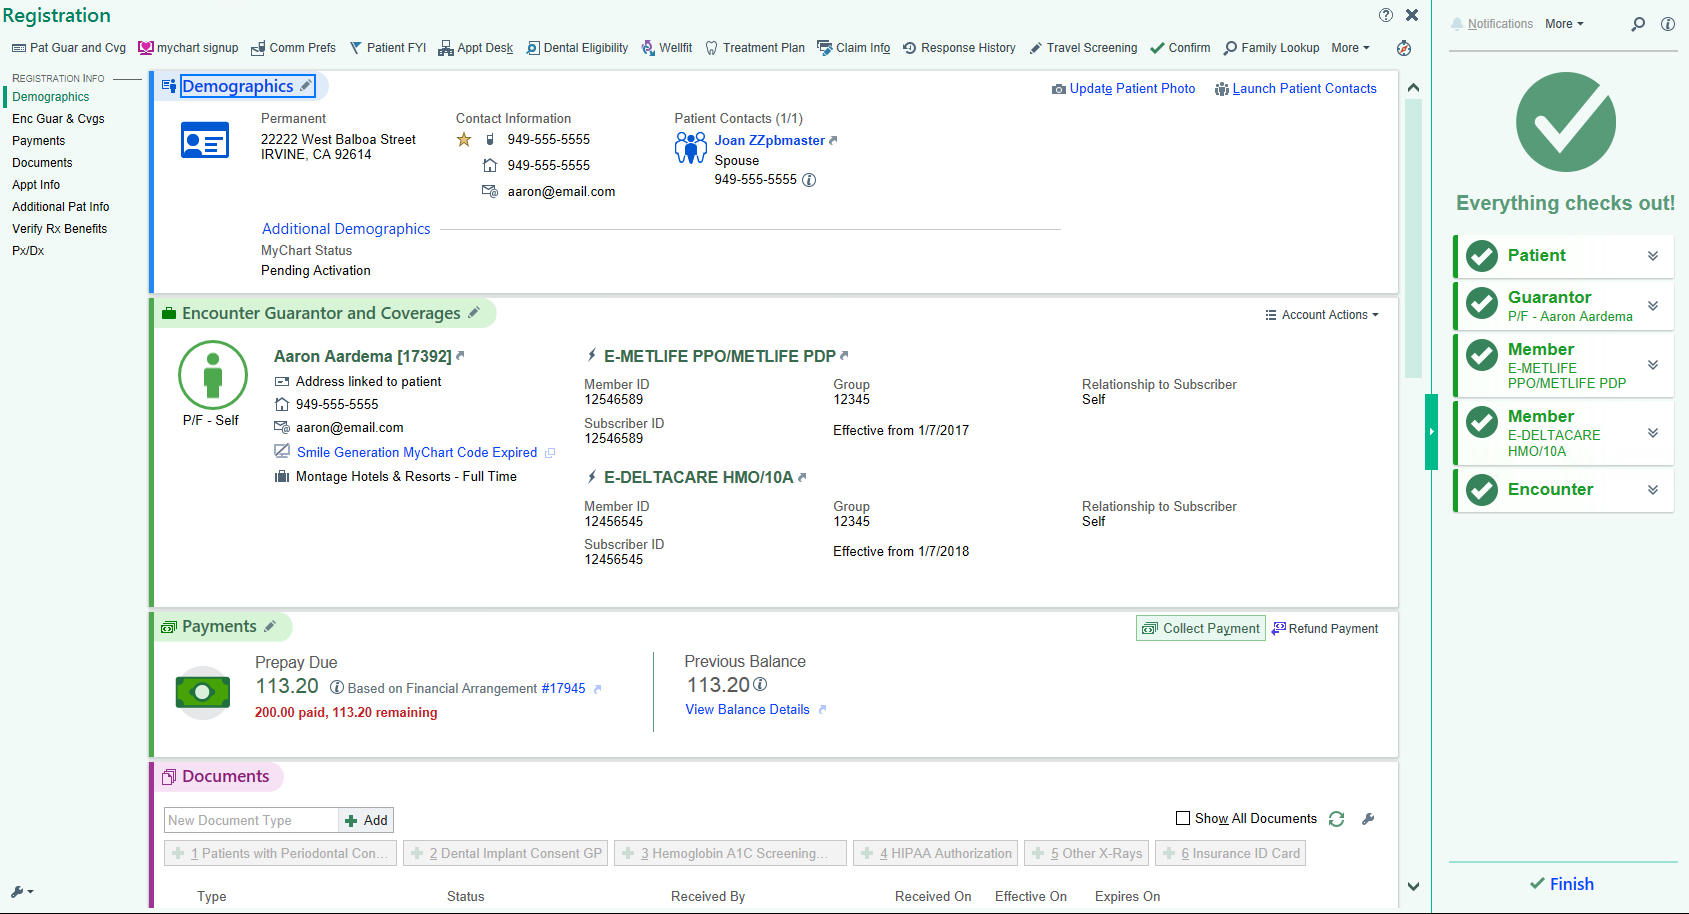 Registration
Notifications More
Pat Guar and Cvg mychart signup Comm Prefs Patient FYI Appt Desk Dental Eligibility Wellfit Treatment Plan Claim Info Response History Travel Screening Confirm Family Lookup More
REGISTRATION INFO
Demographics
Enc Guar & Cvgs
Payments
Documents
Appt Info
Additional Pat Info
Verify Rx Benefits
Px/Dx
Demographics
Update Patient Photo Launch Patient Contacts
Permanent
22222 West Balboa Street
IRVINE, CA 92614
Contact Information
949-555-5555
949-555-5555
aaron@email.com
Patient Contacts (1/1)
Joan ZZpbmaster
Spouse
949-555-5555
Additional Demographics
MyChart Status
Pending Activation
Encounter Guarantor and Coverages
Account Actions
P/F - Self
Aaron Aardema [17392]
Address linked to patient
949-555-5555
aaron@email.com
Smile Generation MyChart Code Expired
Montage Hotels & Resorts - Full Time
E-METLIFE PPO/METLIFE PDP
Member ID Group Relationship to Subscriber
12546589 12345 Self
Subscriber ID
12546589
Effective from 1/7/2017
E-DELTACARE HMO/10A
Member ID Group Relationship to Subscriber
12456545 12345 Self
Subscriber ID
12456545
Effective from 1/7/2018
Payments
Collect Payment Refund Payment
Prepay Due
113.20 Based on Financial Arrangement #17945
200.00 paid, 113.20 remaining
Previous Balance
113.20
View Balance Details
Documents
New Document Type Add
Show All Documents
1 Patients with Periodontal Con... 2 Dental Implant Consent GP 3 Hemoglobin A1C Screening... 4 HIPAA Authorization 5 Other X-Rays 6 Insurance ID Card
Type Status Received By Received On Effective On Expires On
Everything checks out!
Patient
Guarantor
P/F - Aaron Aardema
Member
E-METLIFE
PPO/METLIFE PDP
Member
E-DELTACARE
HMO/10A
Encounter
Finish